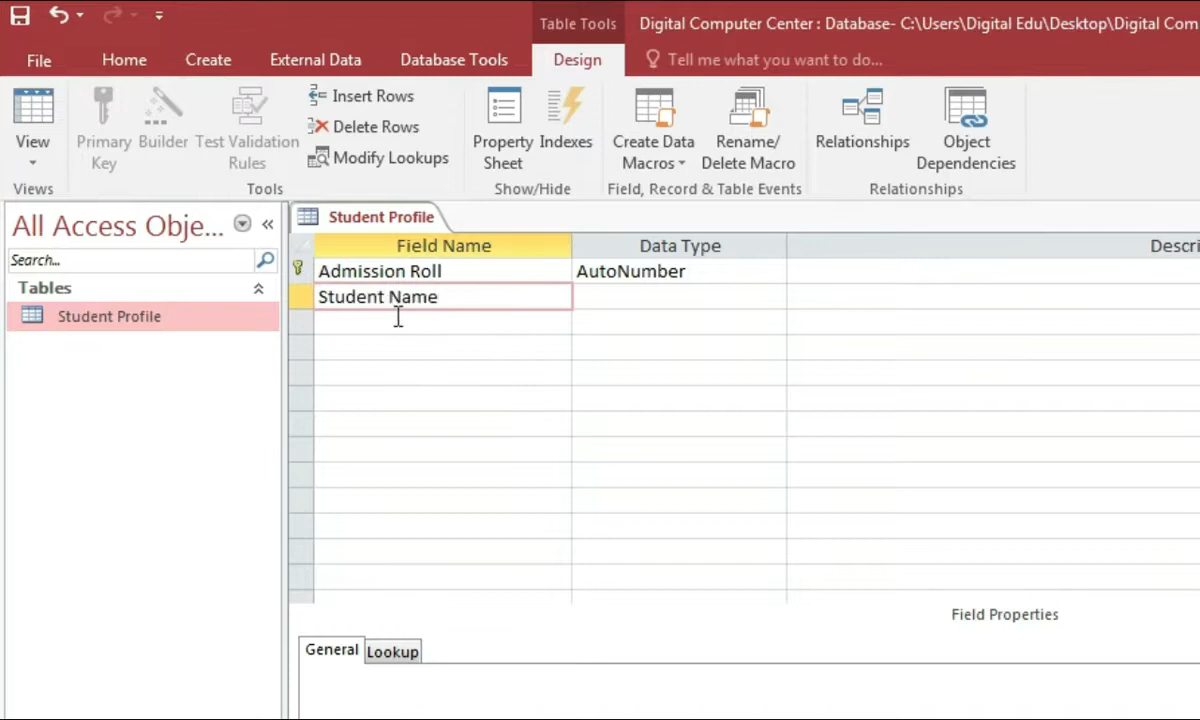 Table Tools
Digital Computer Center : Database- C:\Users\Digital Edu\Desktop\Digital Com
File
Home
Create
External Data
Database Tools
Design
Tell me what you want to do...
View
Primary
Key
Builder
Test Validation
Rules
Insert Rows
Delete Rows
Modify Lookups
Property
Sheet
Indexes
Create Data
Macros
Rename/
Delete Macro
Relationships
Object
Dependencies
Views
Tools
Show/Hide
Field, Record & Table Events
Relationships
All Access Obje...
Search...
Tables
Student Profile
Student Profile
Field Name
Data Type
Descri
Admission Roll
AutoNumber
Student Name
Field Properties
General
Lookup